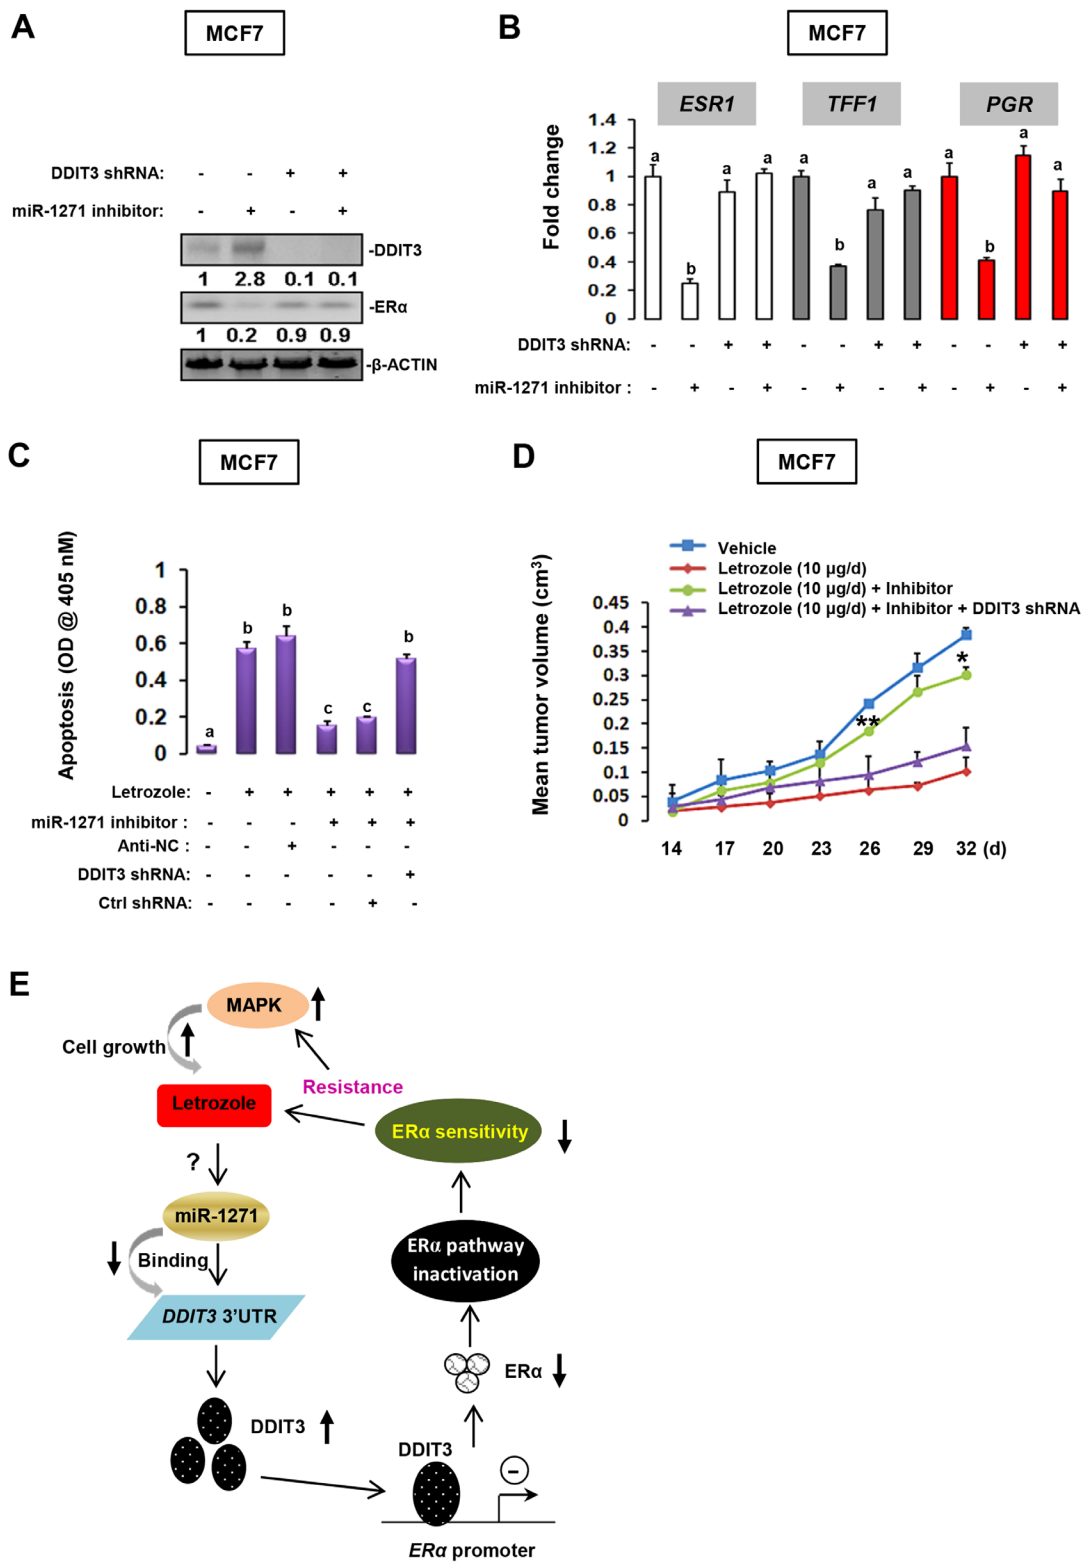 A
MCF7
DDIT3 shRNA: - - + +
miR-1271 inhibitor: - + - +
-DDIT3
1 2.8 0.1 0.1
-ERα
1 0.2 0.9 0.9
-β-ACTIN
B
MCF7
ESR1 TFF1 PGR
Fold change
1.4
1.2
1
0.8
0.6
0.4
0.2
0
a b a a a b a a a b a a
DDIT3 shRNA: - - + + - - + + - - + +
miR-1271 inhibitor : - + - + - + - + - + - +
C
MCF7
Apoptosis (OD @ 405 nM)
1
0.8
0.6
0.4
0.2
0
a b b c c b
Letrozole: - + + + + +
miR-1271 inhibitor : - - - + + +
Anti-NC : - - + - - -
DDIT3 shRNA: - - - - - +
Ctrl shRNA: - - - - + -
D
MCF7
Vehicle
Letrozole (10 μg/d)
Letrozole (10 μg/d) + Inhibitor
Letrozole (10 μg/d) + Inhibitor + DDIT3 shRNA
Mean tumor volume (cm³)
0.45
0.4
0.35
0.3
0.25
0.2
0.15
0.1
0.05
0
*
**
14 17 20 23 26 29 32 (d)
E
MAPK
Cell growth
Resistance
Letrozole
ERα sensitivity
?
miR-1271
ERα pathway
inactivation
Binding
DDIT3 3’UTR
ERα
DDIT3
DDIT3
−
ERα promoter